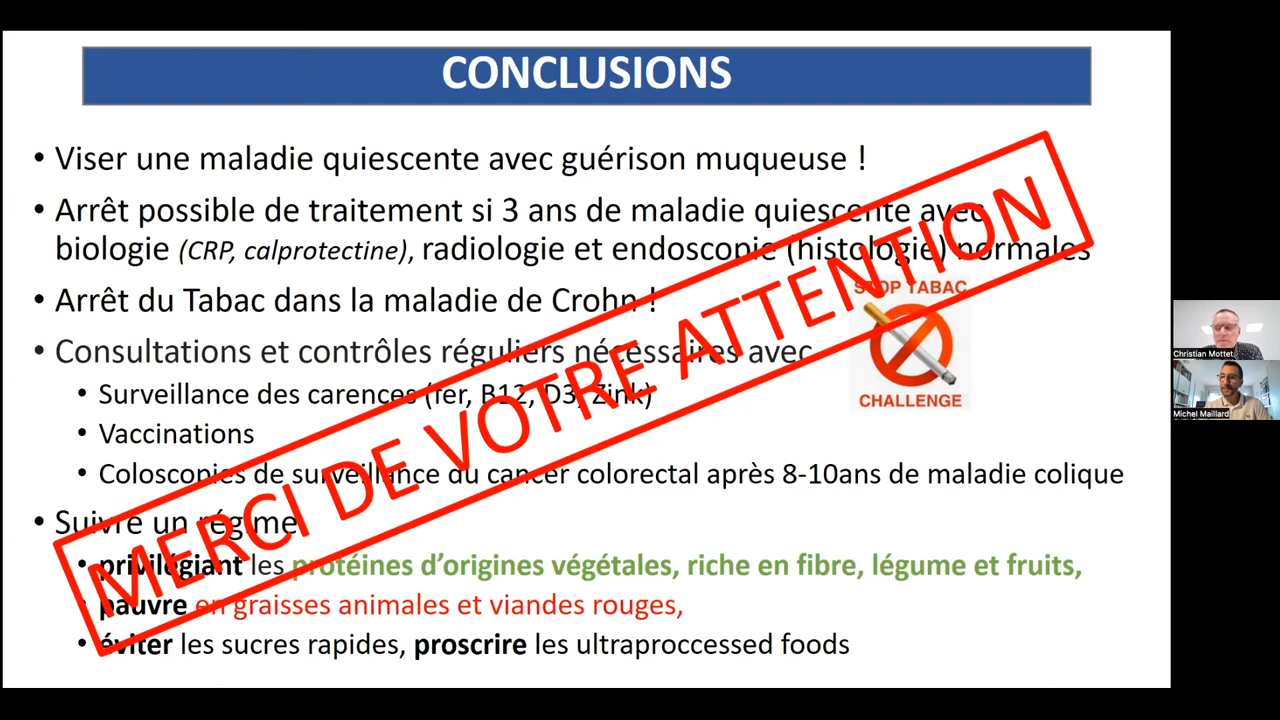 CONCLUSIONS
• Viser une maladie quiescente avec guérison muqueuse !
• Arrêt possible de traitement si 3 ans de maladie quiescente avec
biologie (CRP, calprotectine), radiologie et endoscopie (histologie) normales
• Arrêt du Tabac dans la maladie de Crohn !
STOP TABAC
CHALLENGE
• Consultations et contrôles réguliers nécessaires avec
• Surveillance des carences (fer, B12, D3, Zink)
• Vaccinations
• Coloscopies de surveillance du cancer colorectal après 8-10ans de maladie colique
• Suivre un régime
• privilégiant les protéines d’origines végétales, riche en fibre, légume et fruits,
• pauvre en graisses animales et viandes rouges,
• éviter les sucres rapides, proscrire les ultraproccessed foods
MERCI DE VOTRE ATTENTION
Christian Mottet
Michel Maillard